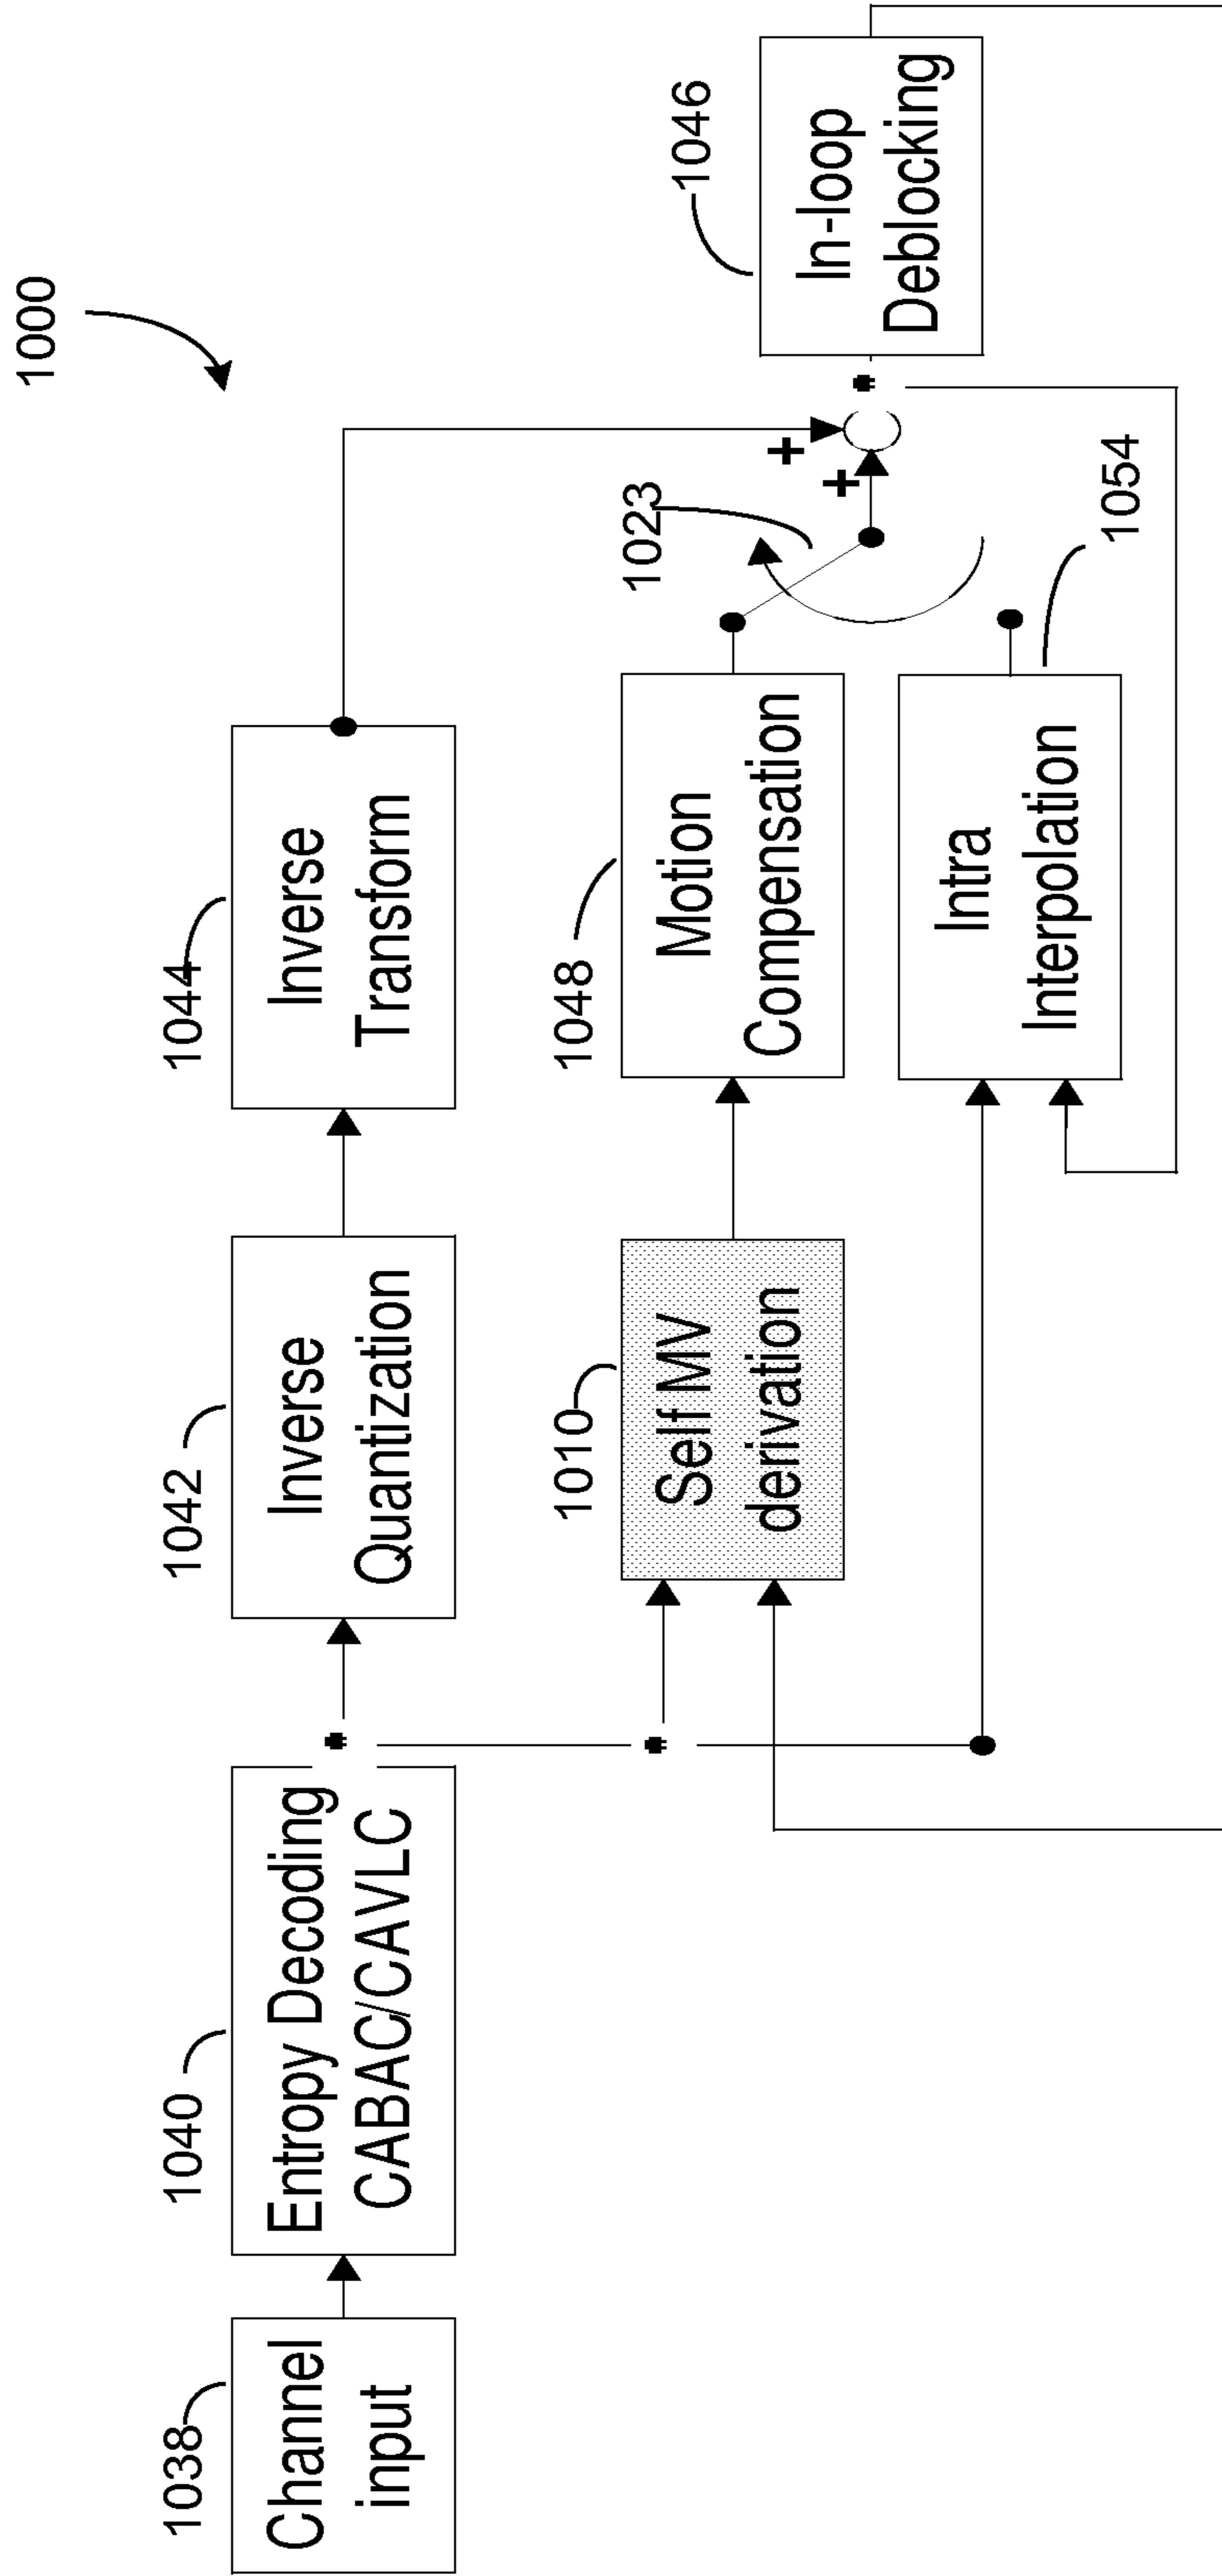 1000
1038
Channel
input
1040
Entropy Decoding
CABAC/CAVLC
1042
Inverse
Quantization
1044
Inverse
Transform
1010
Self MV
derivation
1048
Motion
Compensation
1023
+
+
1046
In-loop
Deblocking
Intra
Interpolation
1054